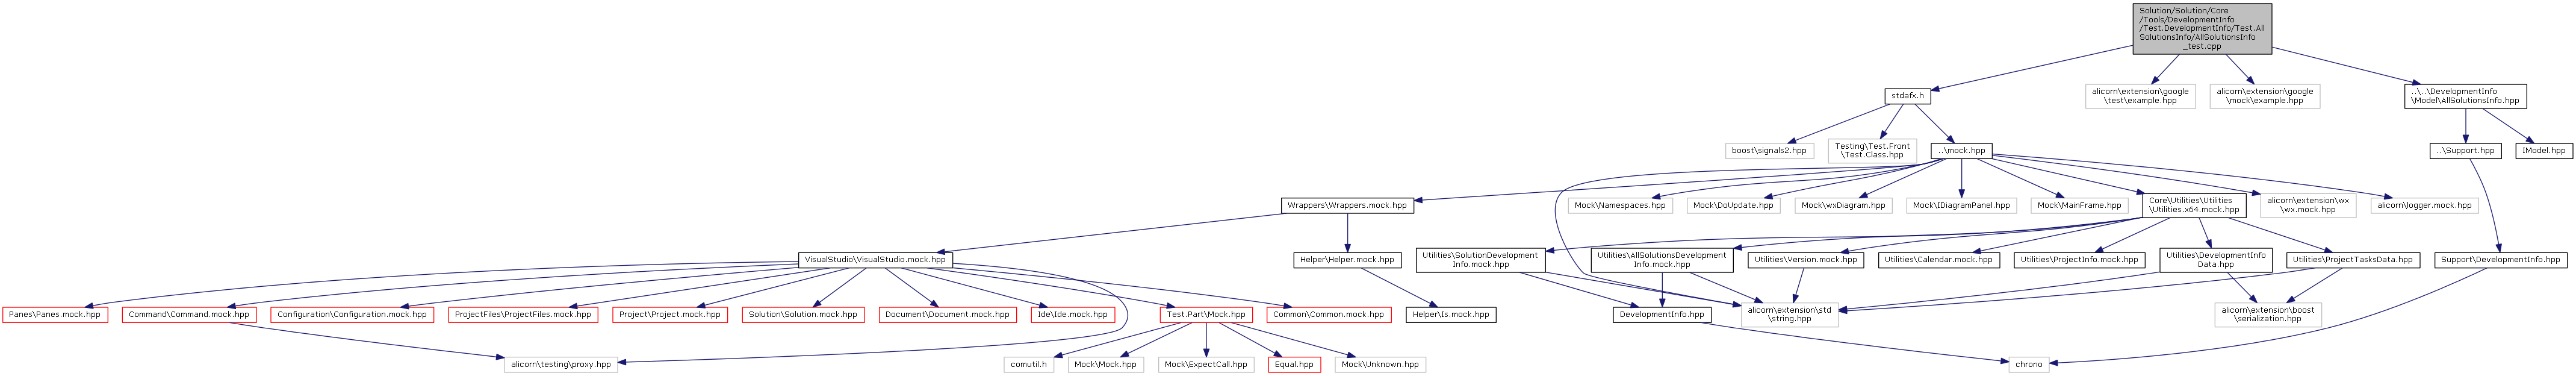 Solution/Solution/Core
/Tools/DevelopmentInfo
/Test.DevelopmentInfo/Test.All
SolutionsInfo/AllSolutionsInfo
_test.cpp
stdafx.h
alicorn\extension\google
\test\example.hpp
alicorn\extension\google
\mock\example.hpp
..\..\DevelopmentInfo
\Model\AllSolutionsInfo.hpp
boost\signals2.hpp
Testing\Test.Front
\Test.Class.hpp
..\mock.hpp
..\Support.hpp
IModel.hpp
Wrappers\Wrappers.mock.hpp
Mock\Namespaces.hpp
Mock\DoUpdate.hpp
Mock\wxDiagram.hpp
Mock\IDiagramPanel.hpp
Mock\MainFrame.hpp
Core\Utilities\Utilities
\Utilities.x64.mock.hpp
alicorn\extension\wx
\wx.mock.hpp
alicorn\logger.mock.hpp
VisualStudio\VisualStudio.mock.hpp
Helper\Helper.mock.hpp
Utilities\SolutionDevelopment
Info.mock.hpp
Utilities\AllSolutionsDevelopment
Info.mock.hpp
Utilities\Version.mock.hpp
Utilities\Calendar.mock.hpp
Utilities\ProjectInfo.mock.hpp
Utilities\DevelopmentInfo
Data.hpp
Utilities\ProjectTasksData.hpp
Support\DevelopmentInfo.hpp
Panes\Panes.mock.hpp
Command\Command.mock.hpp
Configuration\Configuration.mock.hpp
ProjectFiles\ProjectFiles.mock.hpp
Project\Project.mock.hpp
Solution\Solution.mock.hpp
Document\Document.mock.hpp
Ide\Ide.mock.hpp
Test.Part\Mock.hpp
Common\Common.mock.hpp
Helper\Is.mock.hpp
DevelopmentInfo.hpp
alicorn\extension\std
\string.hpp
alicorn\extension\boost
\serialization.hpp
alicorn\testing\proxy.hpp
comutil.h
Mock\Mock.hpp
Mock\ExpectCall.hpp
Equal.hpp
Mock\Unknown.hpp
chrono